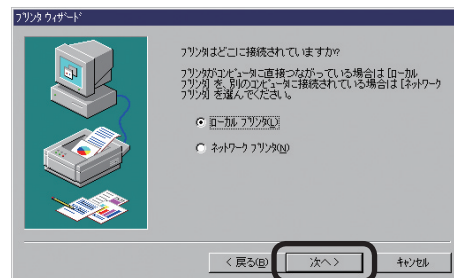 プリンタ ウィザード
プリンタはどこに接続されていますか?
プリンタがコンピュータに直接つながっている場合は [ローカル
プリンタ] を、別のコンピュータに接続されている場合は [ネットワーク
プリンタ] を選んでください。
ローカル プリンタ(L)
ネットワーク プリンタ(N)
< 戻る(B)
次へ >
キャンセル